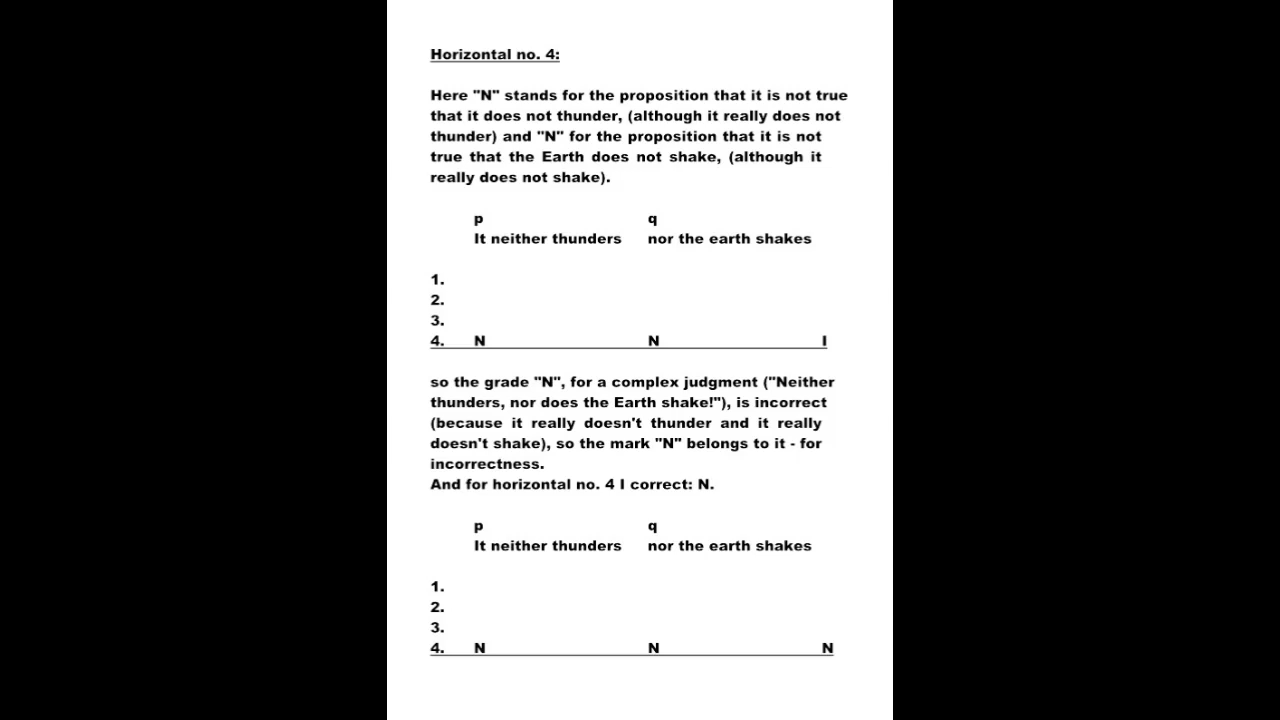 Horizontal no. 4:
Here "N" stands for the proposition that it is not true
that it does not thunder, (although it really does not
thunder) and "N" for the proposition that it is not
true that the Earth does not shake, (although it
really does not shake).
p q
It neither thunders nor the earth shakes
1.
2.
3.
4. N N I
so the grade "N", for a complex judgment ("Neither
thunders, nor does the Earth shake!"), is incorrect
(because it really doesn't thunder and it really
doesn't shake), so the mark "N" belongs to it - for
incorrectness.
And for horizontal no. 4 I correct: N.
p q
It neither thunders nor the earth shakes
1.
2.
3.
4. N N N